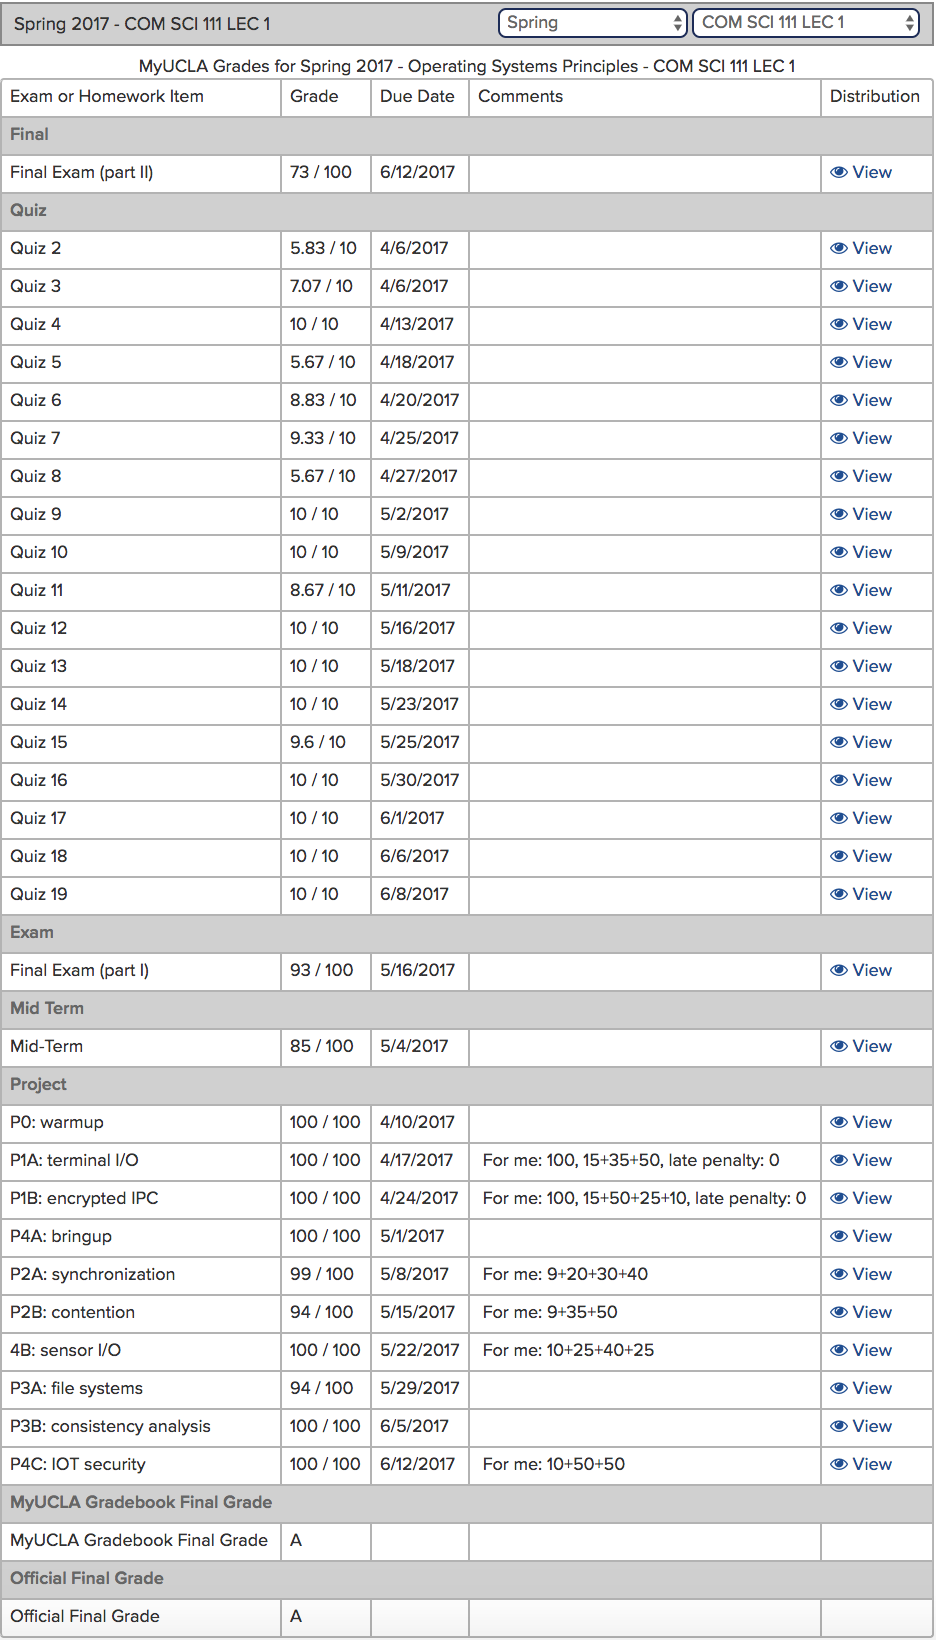 Spring 2017 - COM SCI 111 LEC 1 Spring COM SCI 111 LEC 1
MyUCLA Grades for Spring 2017 - Operating Systems Principles - COM SCI 111 LEC 1
Exam or Homework Item Grade Due Date Comments Distribution
Final
Final Exam (part II) 73 / 100 6/12/2017 View
Quiz
Quiz 2 5.83 / 10 4/6/2017 View
Quiz 3 7.07 / 10 4/6/2017 View
Quiz 4 10 / 10 4/13/2017 View
Quiz 5 5.67 / 10 4/18/2017 View
Quiz 6 8.83 / 10 4/20/2017 View
Quiz 7 9.33 / 10 4/25/2017 View
Quiz 8 5.67 / 10 4/27/2017 View
Quiz 9 10 / 10 5/2/2017 View
Quiz 10 10 / 10 5/9/2017 View
Quiz 11 8.67 / 10 5/11/2017 View
Quiz 12 10 / 10 5/16/2017 View
Quiz 13 10 / 10 5/18/2017 View
Quiz 14 10 / 10 5/23/2017 View
Quiz 15 9.6 / 10 5/25/2017 View
Quiz 16 10 / 10 5/30/2017 View
Quiz 17 10 / 10 6/1/2017 View
Quiz 18 10 / 10 6/6/2017 View
Quiz 19 10 / 10 6/8/2017 View
Exam
Final Exam (part I) 93 / 100 5/16/2017 View
Mid Term
Mid-Term 85 / 100 5/4/2017 View
Project
P0: warmup 100 / 100 4/10/2017 View
P1A: terminal I/O 100 / 100 4/17/2017 For me: 100, 15+35+50, late penalty: 0 View
P1B: encrypted IPC 100 / 100 4/24/2017 For me: 100, 15+50+25+10, late penalty: 0 View
P4A: bringup 100 / 100 5/1/2017 View
P2A: synchronization 99 / 100 5/8/2017 For me: 9+20+30+40 View
P2B: contention 94 / 100 5/15/2017 For me: 9+35+50 View
4B: sensor I/O 100 / 100 5/22/2017 For me: 10+25+40+25 View
P3A: file systems 94 / 100 5/29/2017 View
P3B: consistency analysis 100 / 100 6/5/2017 View
P4C: IOT security 100 / 100 6/12/2017 For me: 10+50+50 View
MyUCLA Gradebook Final Grade
MyUCLA Gradebook Final Grade A
Official Final Grade
Official Final Grade A